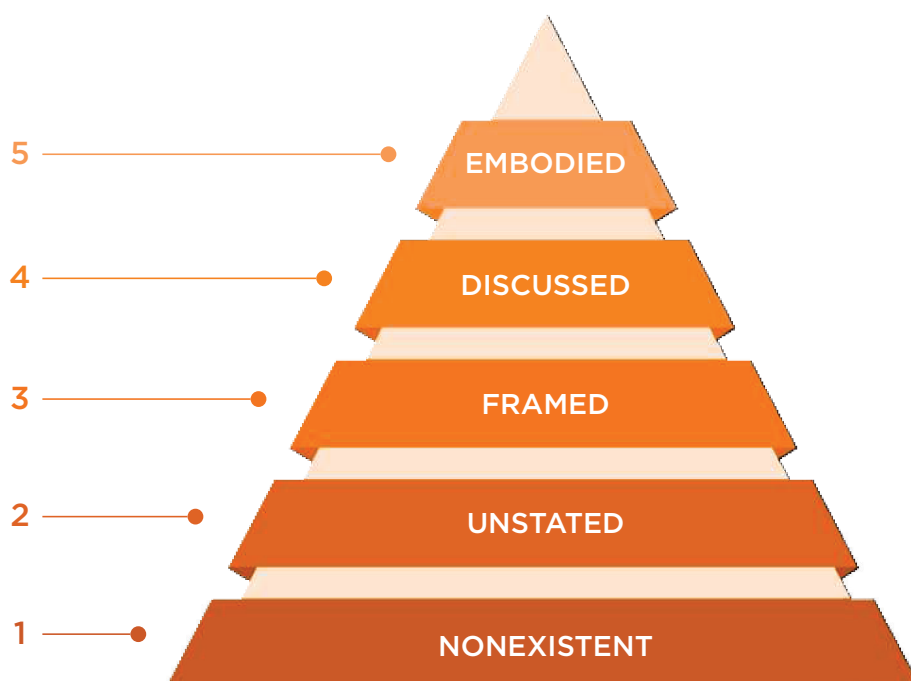 5 EMBODIED
4 DISCUSSED
3 FRAMED
2 UNSTATED
1 NONEXISTENT